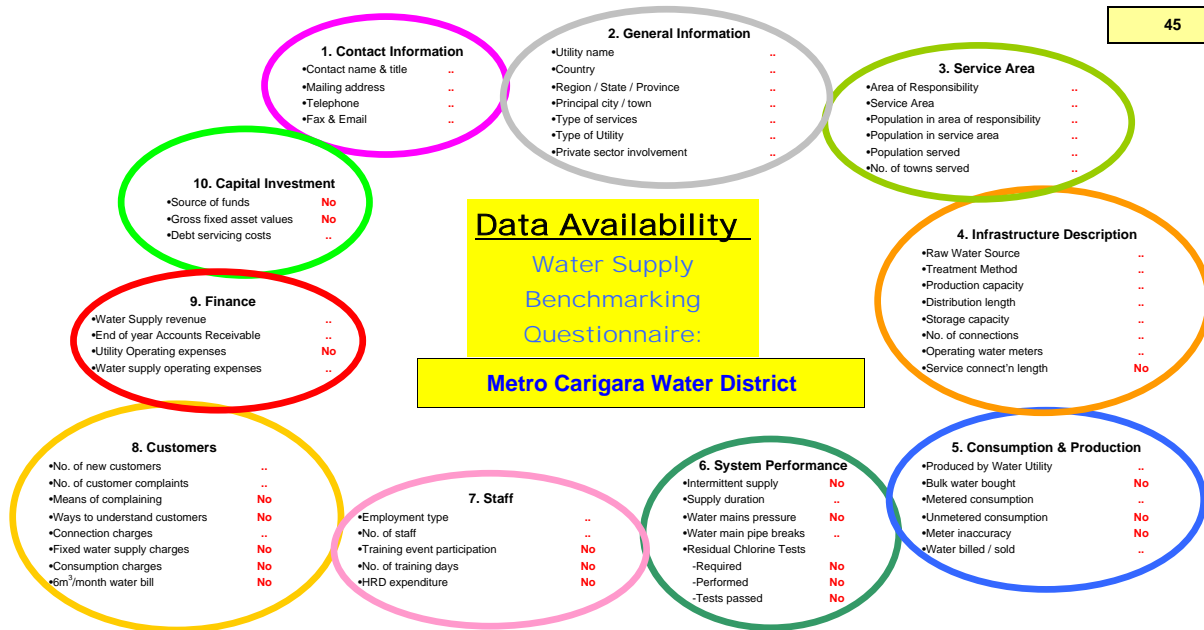 45
1. Contact Information
•Contact name & title ..
•Mailing address ..
•Telephone ..
•Fax & Email ..
2. General Information
•Utility name ..
•Country ..
•Region / State / Province ..
•Principal city / town ..
•Type of services ..
•Type of Utility ..
•Private sector involvement ..
3. Service Area
•Area of Responsibility ..
•Service Area ..
•Population in area of responsibility ..
•Population in service area ..
•Population served ..
•No. of towns served ..
10. Capital Investment
•Source of funds No
•Gross fixed asset values No
•Debt servicing costs ..
Data Availability
Water Supply
Benchmarking
Questionnaire:
Metro Carigara Water District
4. Infrastructure Description
•Raw Water Source ..
•Treatment Method ..
•Production capacity ..
•Distribution length ..
•Storage capacity ..
•No. of connections ..
•Operating water meters ..
•Service connect'n length No
9. Finance
•Water Supply revenue ..
•End of year Accounts Receivable ..
•Utility Operating expenses No
•Water supply operating expenses ..
8. Customers
•No. of new customers ..
•No. of customer complaints ..
•Means of complaining No
•Ways to understand customers No
•Connection charges ..
•Fixed water supply charges No
•Consumption charges No
•6m³/month water bill No
7. Staff
•Employment type ..
•No. of staff ..
•Training event participation No
•No. of training days No
•HRD expenditure No
6. System Performance
•Intermittent supply No
•Supply duration ..
•Water mains pressure No
•Water main pipe breaks ..
•Residual Chlorine Tests
-Required No
-Performed No
-Tests passed No
5. Consumption & Production
•Produced by Water Utility ..
•Bulk water bought No
•Metered consumption ..
•Unmetered consumption No
•Meter inaccuracy No
•Water billed / sold ..